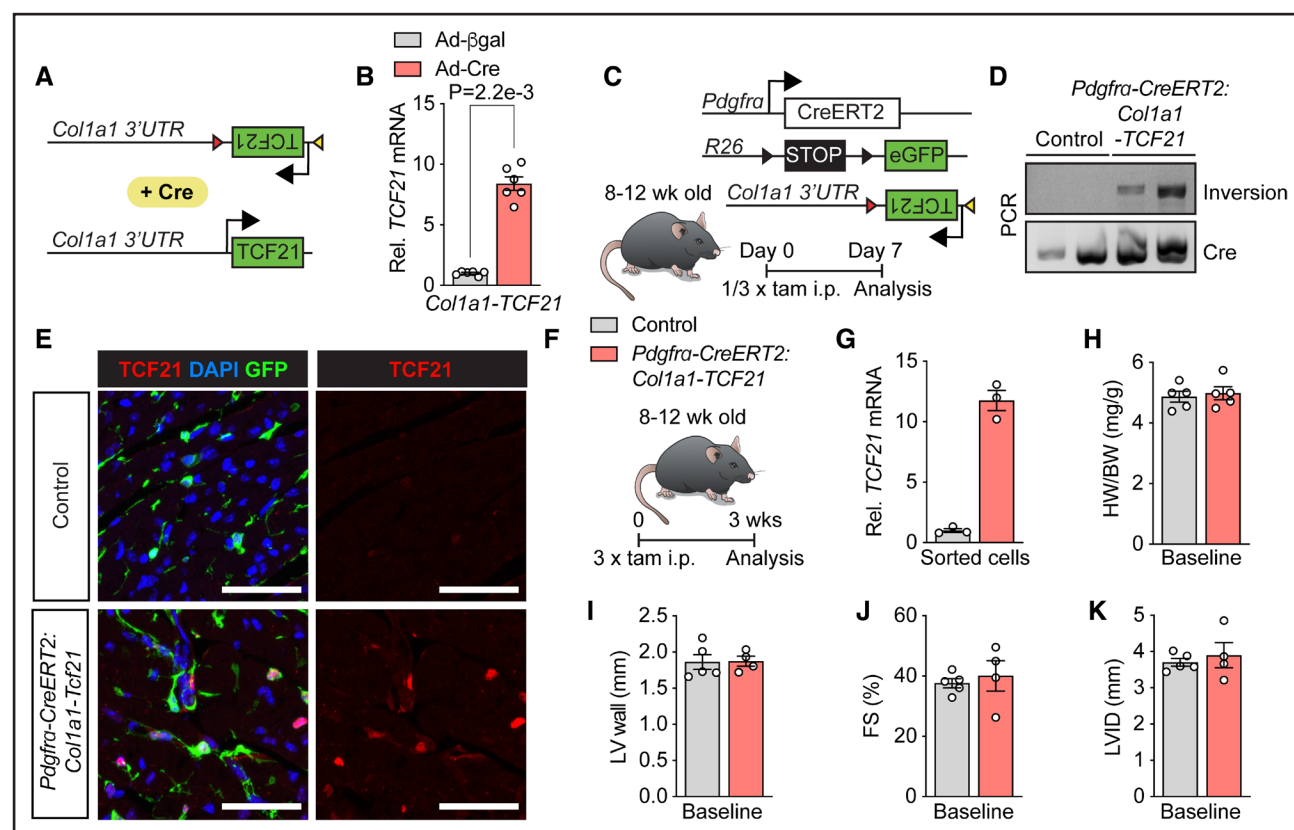 A
Col1a1 3'UTR
TCF21
+ Cre
Col1a1 3'UTR
TCF21
B
Ad-βgal
Ad-Cre
P=2.2e-3
Rel. TCF21 mRNA
15
10
5
0
Col1a1-TCF21
C
Pdgfra
CreERT2
R26
STOP
eGFP
Col1a1 3'UTR
TCF21
8-12 wk old
Day 0
Day 7
1/3 x tam i.p.
Analysis
D
Pdgfra-CreERT2:
Col1a1
-TCF21
Control
PCR
Inversion
Cre
E
TCF21 DAPI GFP
TCF21
Control
Pdgfra-CreERT2:
Col1a1-Tcf21
F
Control
Pdgfra-CreERT2:
Col1a1-TCF21
8-12 wk old
0
3 wks
3 x tam i.p.
Analysis
G
Rel. TCF21 mRNA
15
10
5
0
Sorted cells
H
HW/BW (mg/g)
6
4
2
0
Baseline
I
LV wall (mm)
2.5
2.0
1.5
1.0
0.5
0.0
Baseline
J
FS (%)
60
40
20
0
Baseline
K
LVID (mm)
5
4
3
2
1
0
Baseline